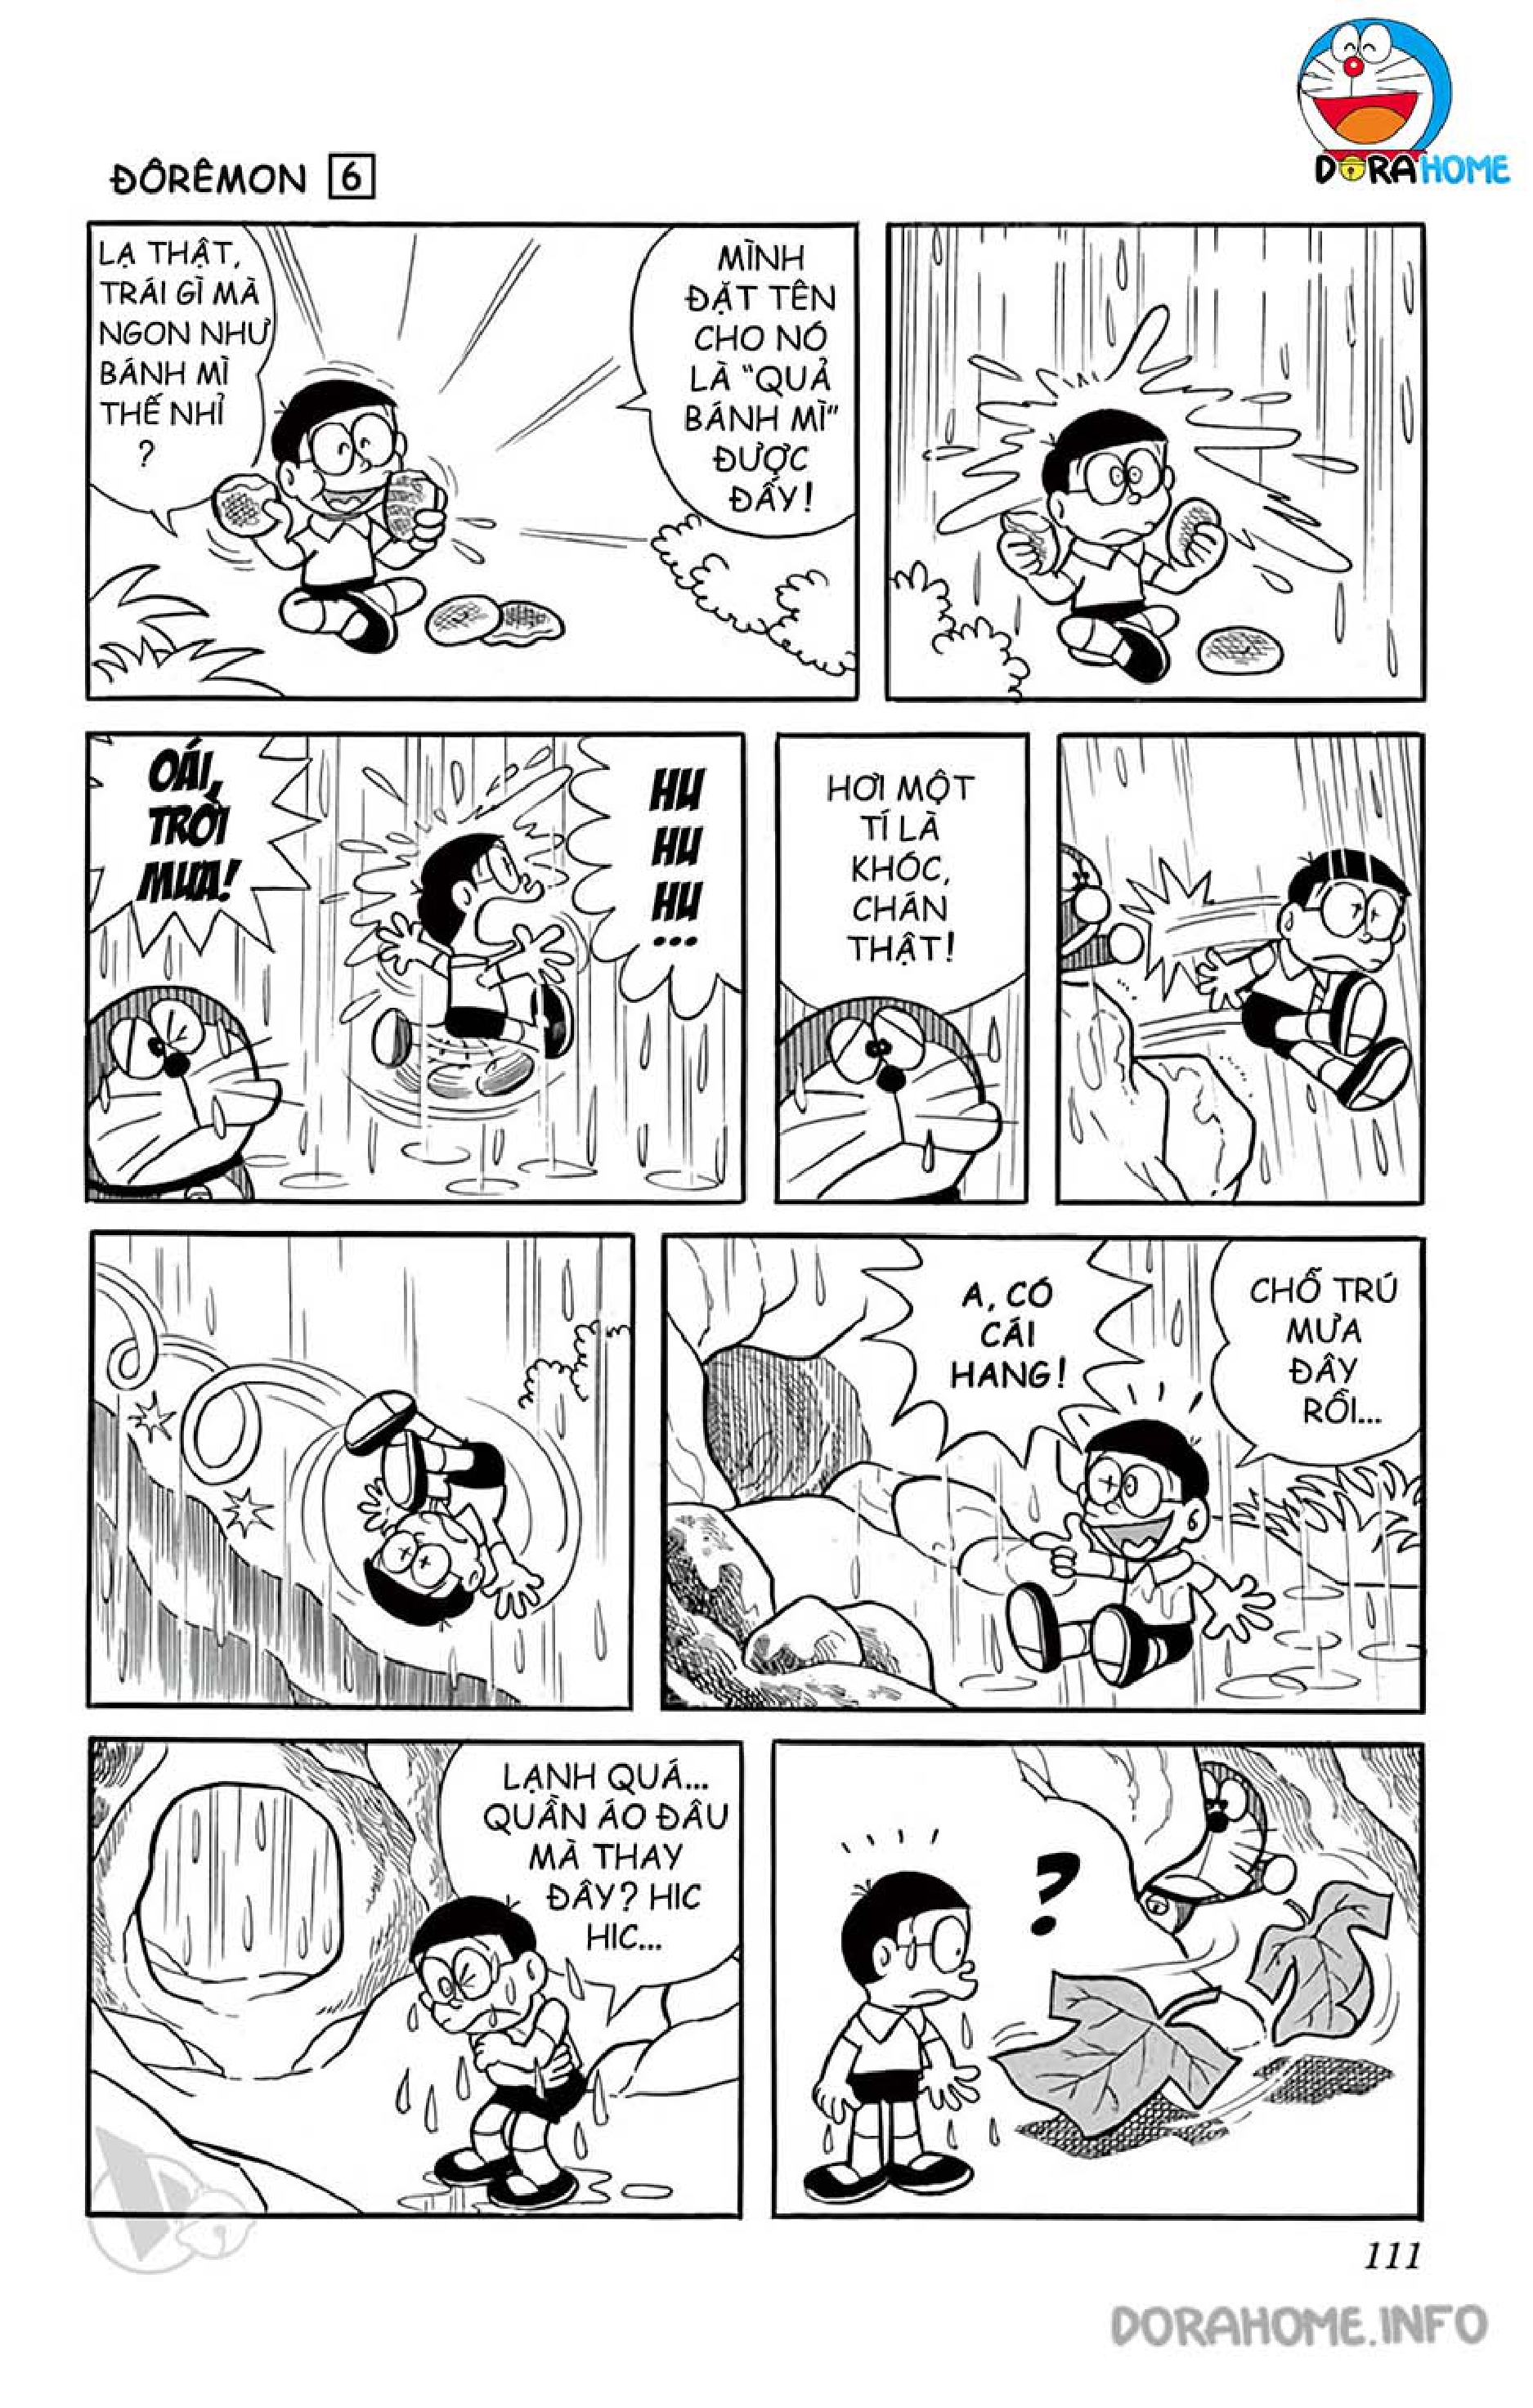 DORAHOME
ĐÔRÊMON 6
LẠ THẬT,
TRÁI GÌ MÀ
NGON NHƯ
BÁNH MÌ
THẾ NHỈ
?
MÌNH
ĐẶT TÊN
CHO NÓ
LÀ “QUẢ
BÁNH MÌ”
ĐƯỢC
ĐẤY!
OÁI,
TRỜI
MƯA!
HU
HU
HU
...
HƠI MỘT
TÍ LÀ
KHÓC,
CHÁN
THẬT!
A, CÓ
CÁI
HANG!
CHỖ TRÚ
MƯA
ĐÂY
RỒI...
LẠNH QUÁ...
QUẦN ÁO ĐÂU
MÀ THAY
ĐÂY? HIC
HIC...
?
111
DORAHOME.INFO